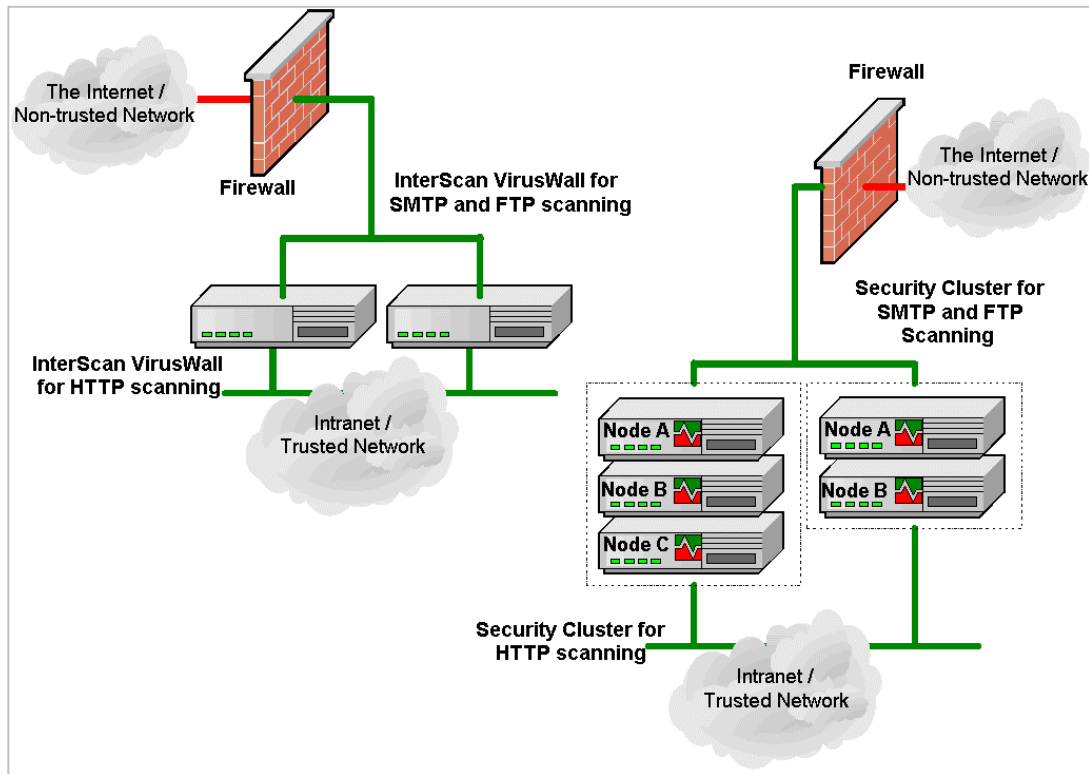 The Internet /
Non-trusted Network
Firewall
InterScan VirusWall for
SMTP and FTP scanning
InterScan VirusWall
for HTTP scanning
Intranet /
Trusted Network
Firewall
The Internet /
Non-trusted Network
Security Cluster for
SMTP and FTP
Scanning
Node A
Node B
Node C
Node A
Node B
Security Cluster for
HTTP scanning
Intranet /
Trusted Network